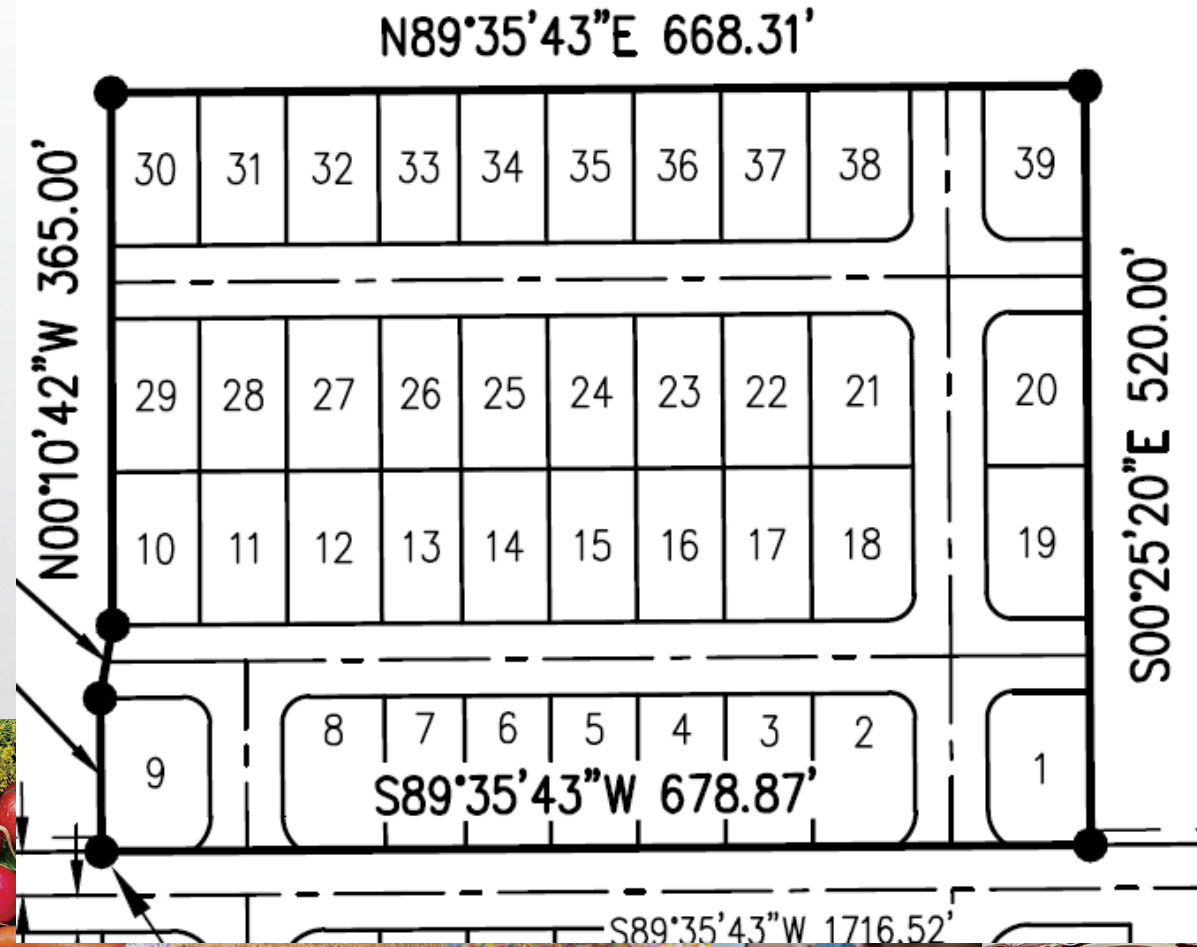 N89°35'43"E 668.31'
N00°10'42"W 365.00'
S00°25'20"E 520.00'
30 31 32 33 34 35 36 37 38 39
29 28 27 26 25 24 23 22 21 20
10 11 12 13 14 15 16 17 18 19
8 7 6 5 4 3 2
9 1
S89°35'43"W 678.87'
S89°35'43"W 1716.52'